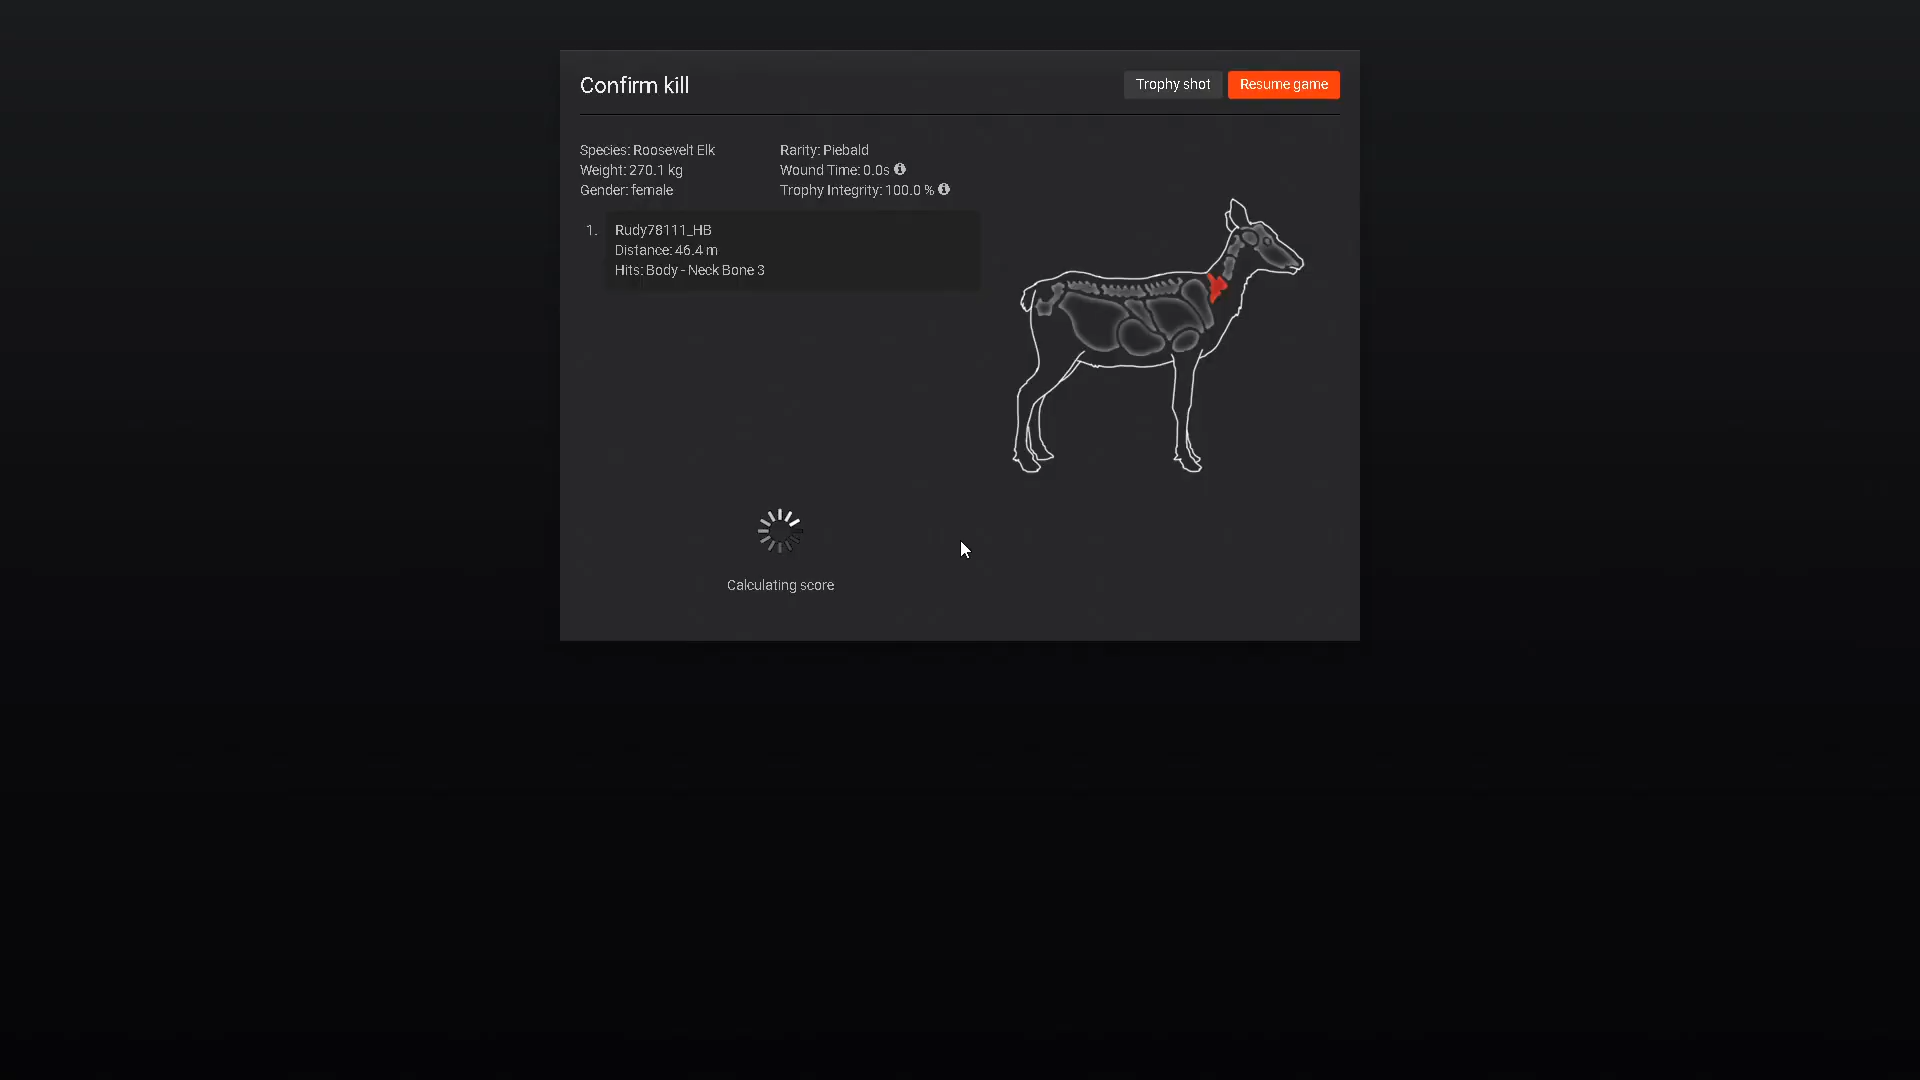 Confirm kill
Trophy shot
Resume game
Species: Roosevelt Elk
Weight: 270.1 kg
Gender: female
Rarity: Piebald
Wound Time: 0.0s
Trophy Integrity: 100.0 %
1.
Rudy78111_HB
Distance: 46.4 m
Hits: Body - Neck Bone 3
Calculating score